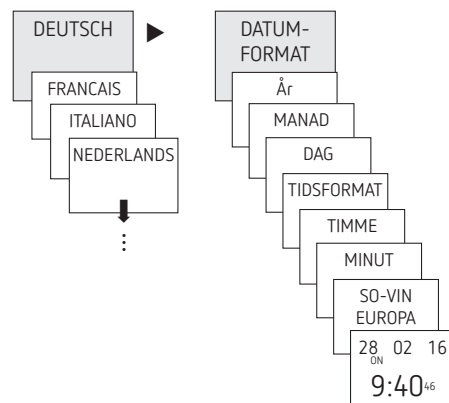 DEUTSCH
FRANCAIS
ITALIANO
NEDERLANDS
DATUM-
FORMAT
År
MANAD
DAG
TIDSFORMAT
TIMME
MINUT
SO-VIN
EUROPA
28 02 16
ON
9:40 46